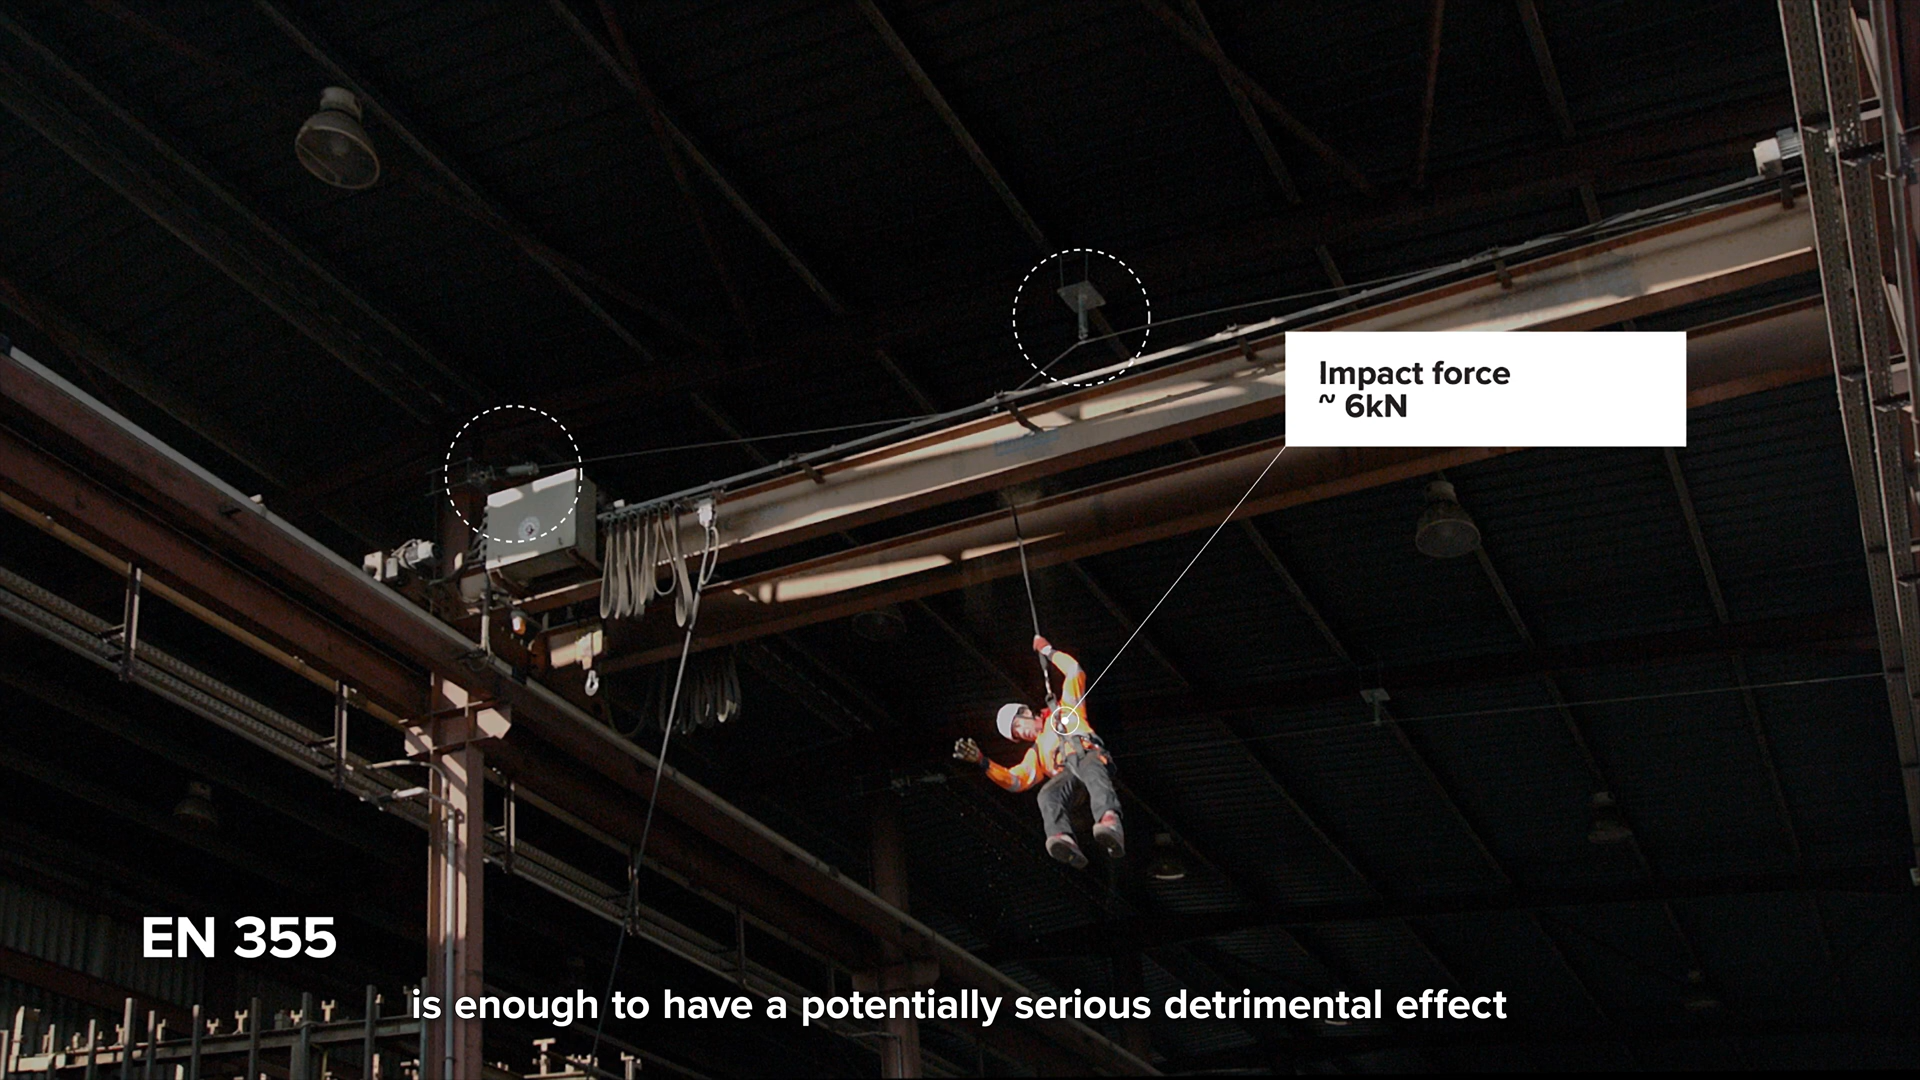 Impact force
~ 6kN
EN 355
is enough to have a potentially serious detrimental effect